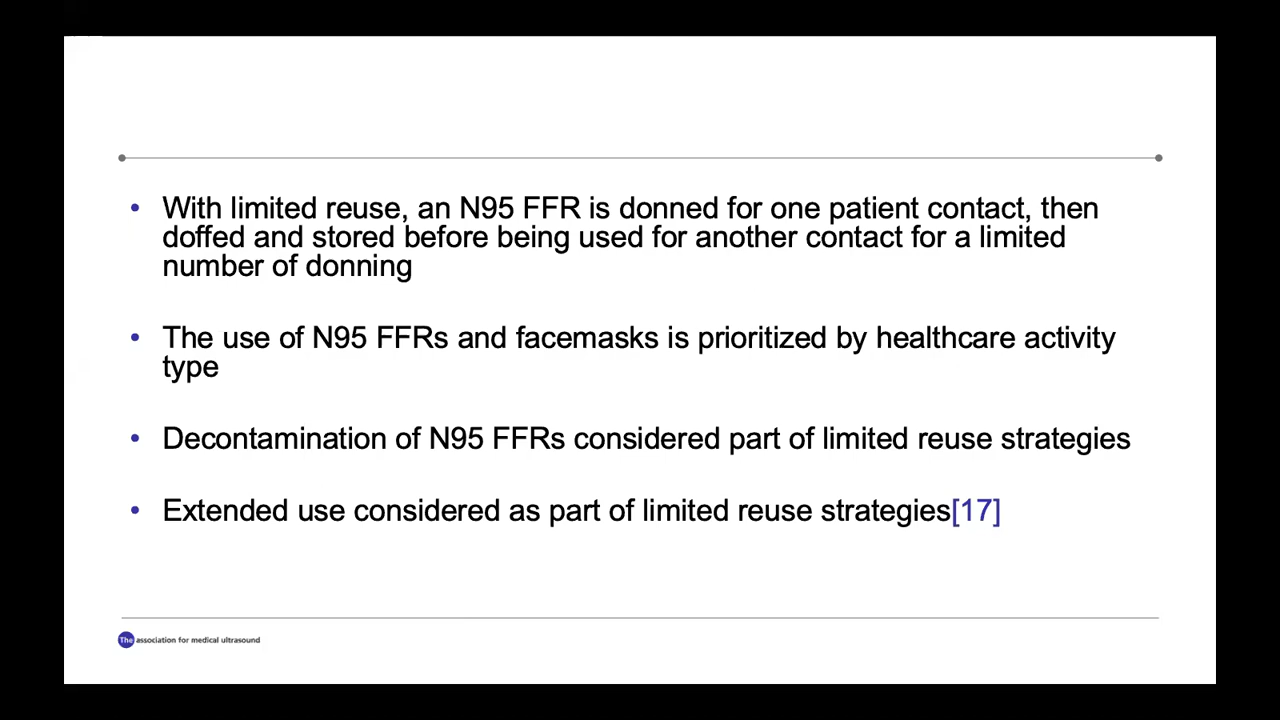 • With limited reuse, an N95 FFR is donned for one patient contact, then
doffed and stored before being used for another contact for a limited
number of donning
• The use of N95 FFRs and facemasks is prioritized by healthcare activity
type
• Decontamination of N95 FFRs considered part of limited reuse strategies
• Extended use considered as part of limited reuse strategies[17]
The association for medical ultrasound